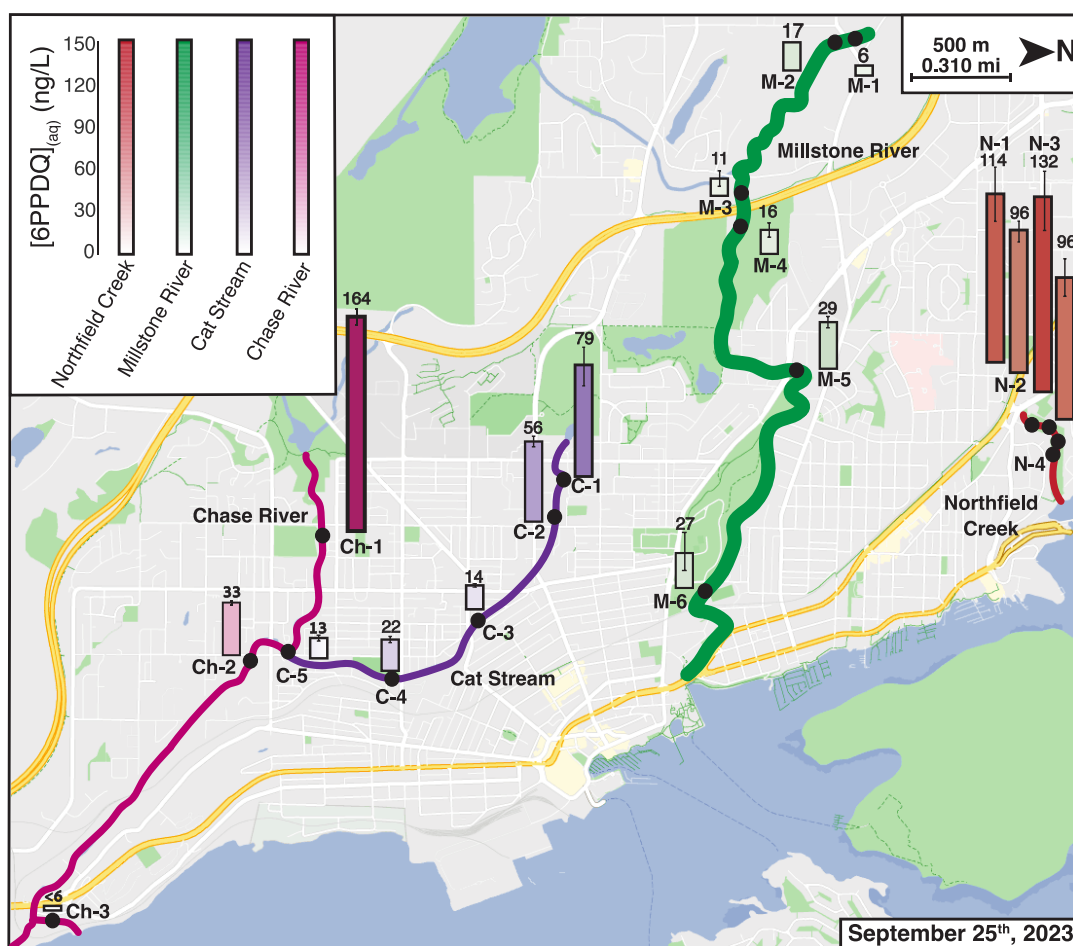 [6PPDQ](aq) (ng/L)
150
120
90
60
30
0
Northfield Creek
Millstone River
Cat Stream
Chase River
500 m
0.310 mi
N
17
M-2
6
M-1
Millstone River
11
M-3
16
M-4
29
M-5
27
M-6
N-1
114
96
N-2
N-3
132
96
N-4
Northfield
Creek
164
Ch-1
Chase River
33
Ch-2
<6
Ch-3
79
C-1
56
C-2
14
C-3
22
C-4
13
C-5
Cat Stream
September 25th, 2023